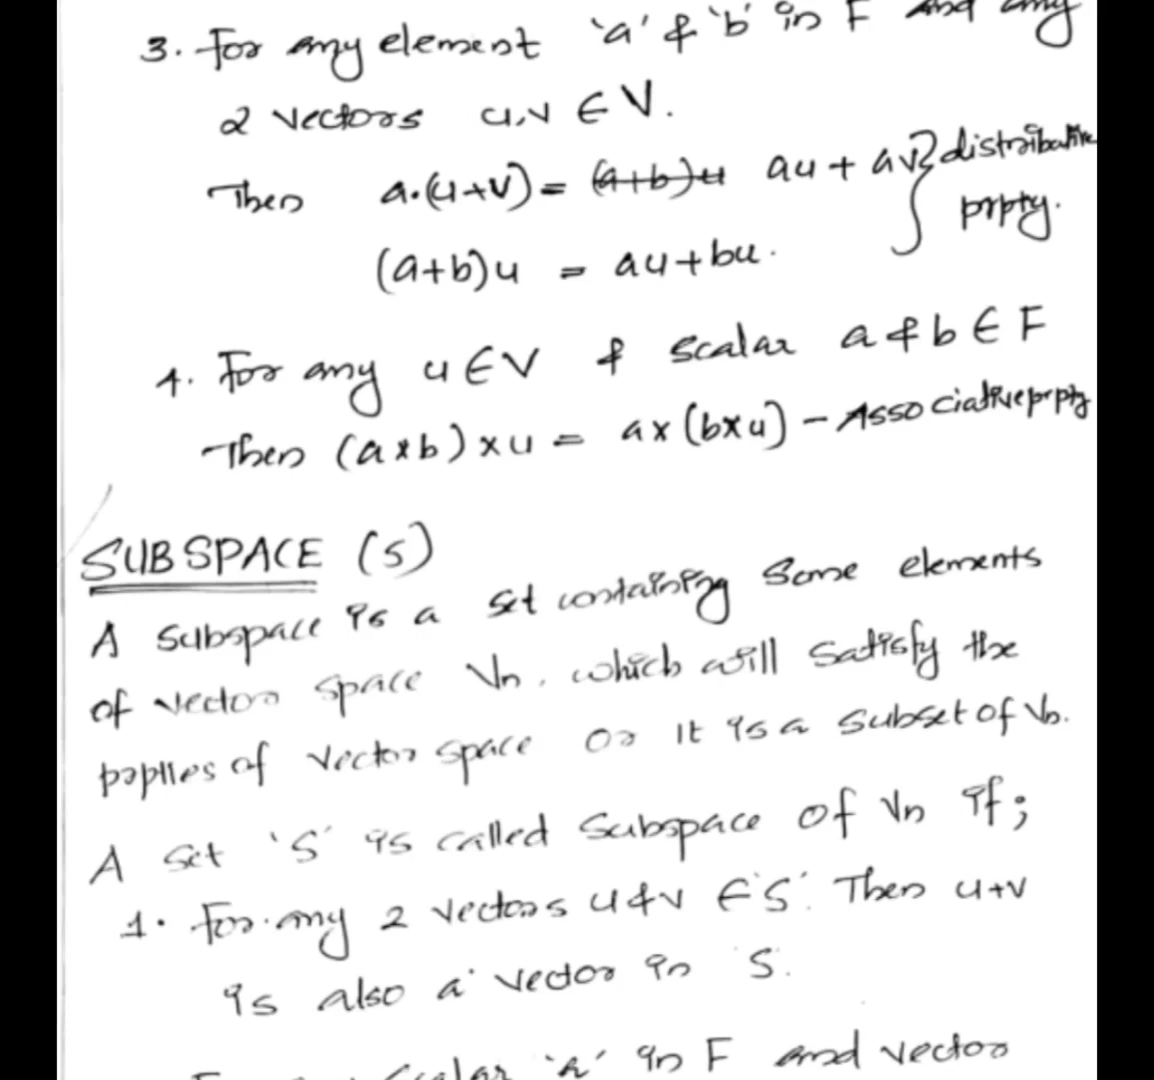 3. For any element 'a' & 'b' in F and any
2 vectors u,v ∈ V.
Then a.(u+v) = (a+b)u au + av } distributive
prpty.
(a+b)u = au+bu.
4. For any u ∈ V & scalar a & b ∈ F
Then (a×b)×u = a×(b×u) - Associative prpty
SUBSPACE (S)
A subspace is a set containing some elements
of vector space Vn. which will satisfy the
of vector space or it is a subset of Vn.
A set 'S' is called subspace of Vn if;
1. For any 2 vectors u & v ∈ 'S'. Then u+v
is also a vector in 'S'.
scalar 'a' in F and vector